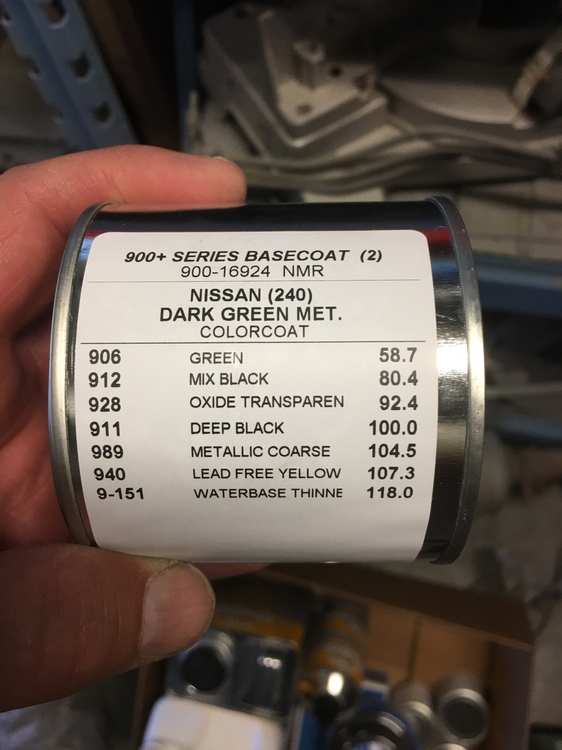 900+ SERIES BASECOAT (2)
900-16924 NMR
NISSAN (240)
DARK GREEN MET.
COLORCOAT
906 GREEN 58.7
912 MIX BLACK 80.4
928 OXIDE TRANSPAREN 92.4
911 DEEP BLACK 100.0
989 METALLIC COARSE 104.5
940 LEAD FREE YELLOW 107.3
9-151 WATERBASE THINNE 118.0